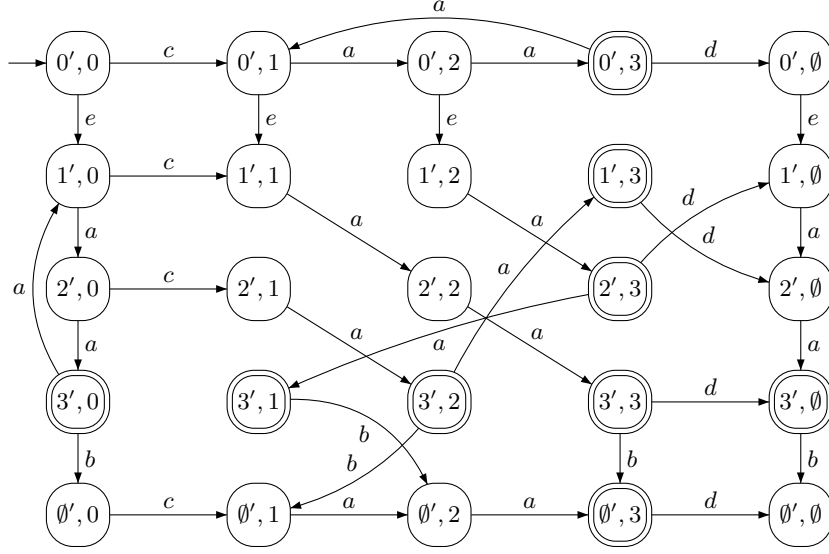 a
0′, 0 c 0′, 1 a 0′, 2 a 0′, 3 d 0′, ∅
e e e e
1′, 0 c 1′, 1 1′, 2 1′, 3 1′, ∅
a a a d d a
a 2′, 0 c 2′, 1 2′, 2 a 2′, 3 2′, ∅
a a a a a
3′, 0 3′, 1 3′, 2 3′, 3 d 3′, ∅
b b b b b
∅′, 0 c ∅′, 1 a ∅′, 2 a ∅′, 3 d ∅′, ∅